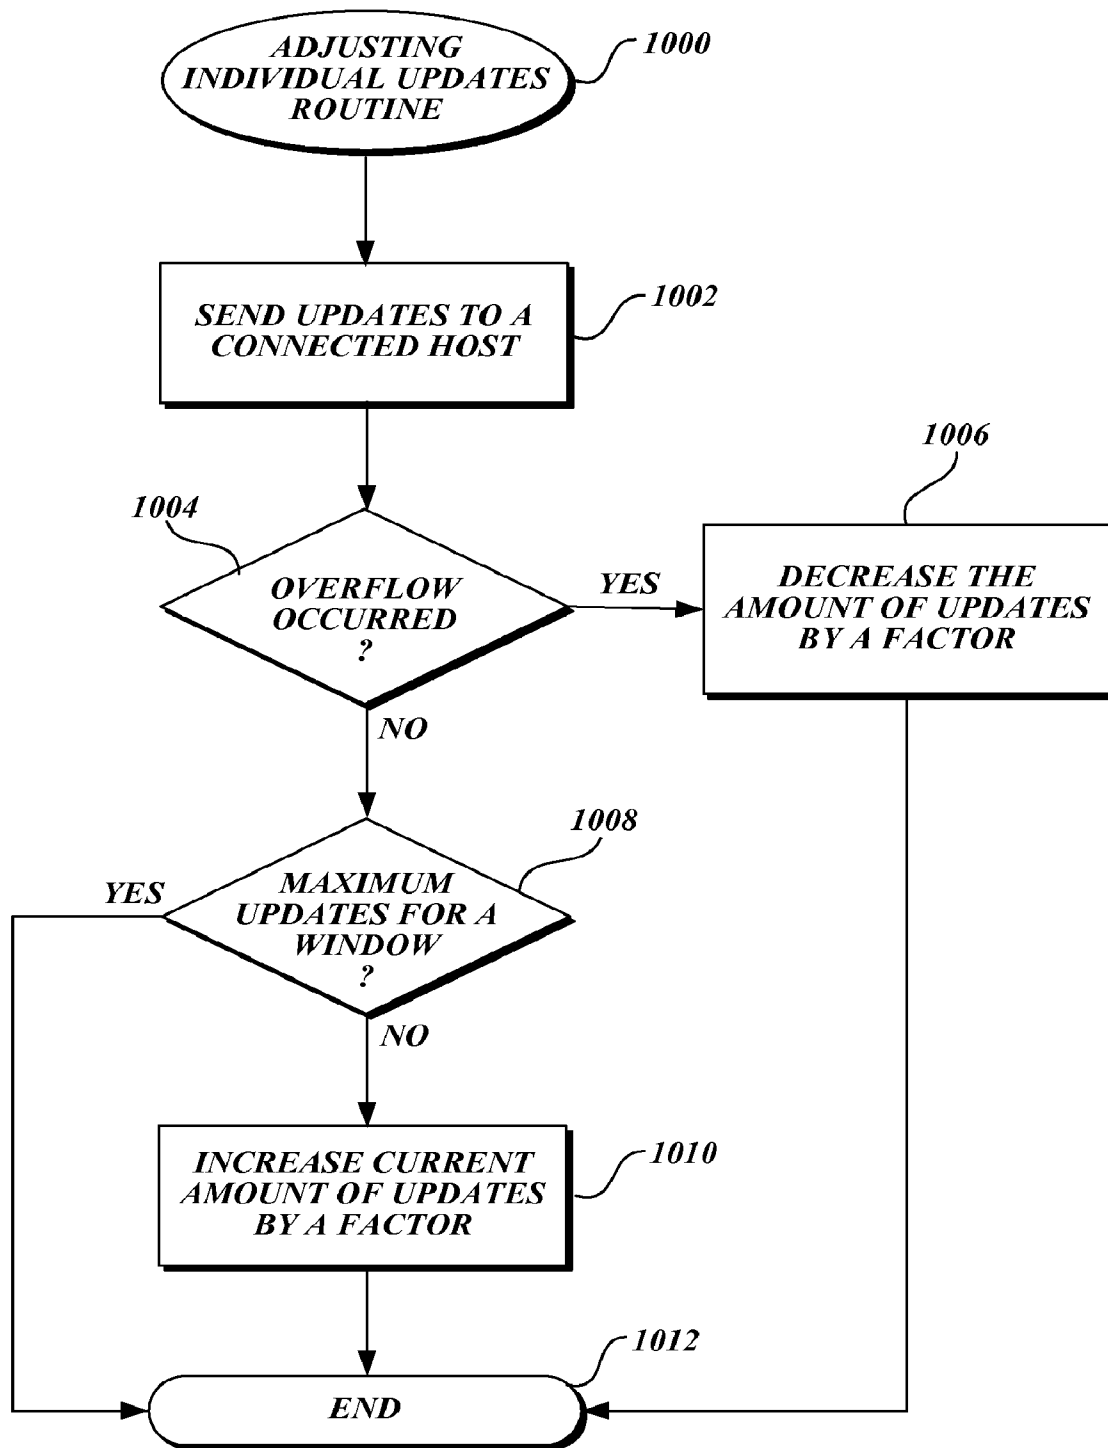 ADJUSTING
INDIVIDUAL UPDATES
ROUTINE
1000
SEND UPDATES TO A
CONNECTED HOST
1002
1004
OVERFLOW
OCCURRED
?
YES
1006
DECREASE THE
AMOUNT OF UPDATES
BY A FACTOR
NO
1008
MAXIMUM
UPDATES FOR A
WINDOW
?
YES
NO
INCREASE CURRENT
AMOUNT OF UPDATES
BY A FACTOR
1010
1012
END